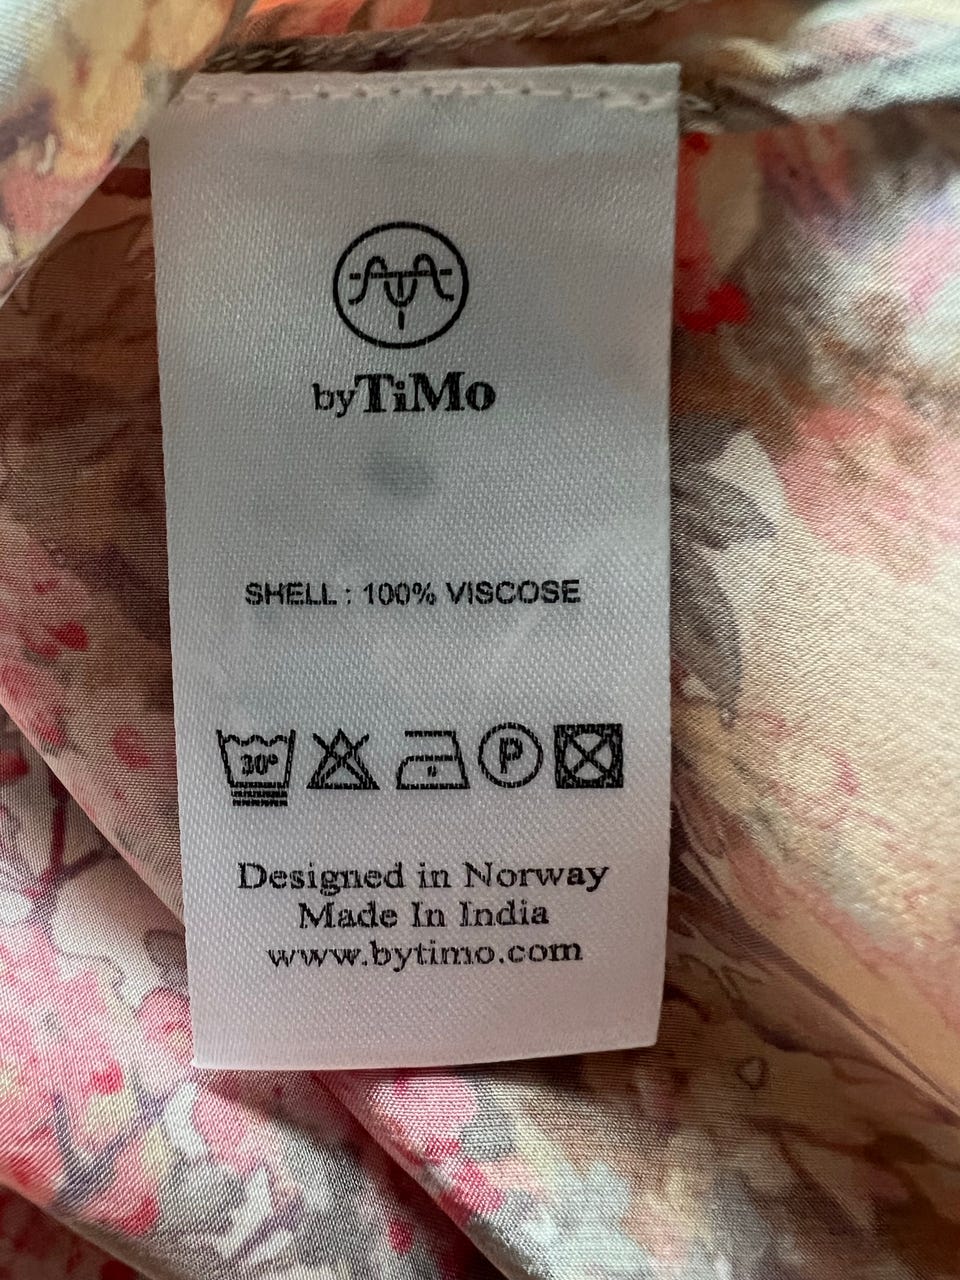 byTiMo
SHELL : 100% VISCOSE
30° P
Designed in Norway
Made In India
www.bytimo.com